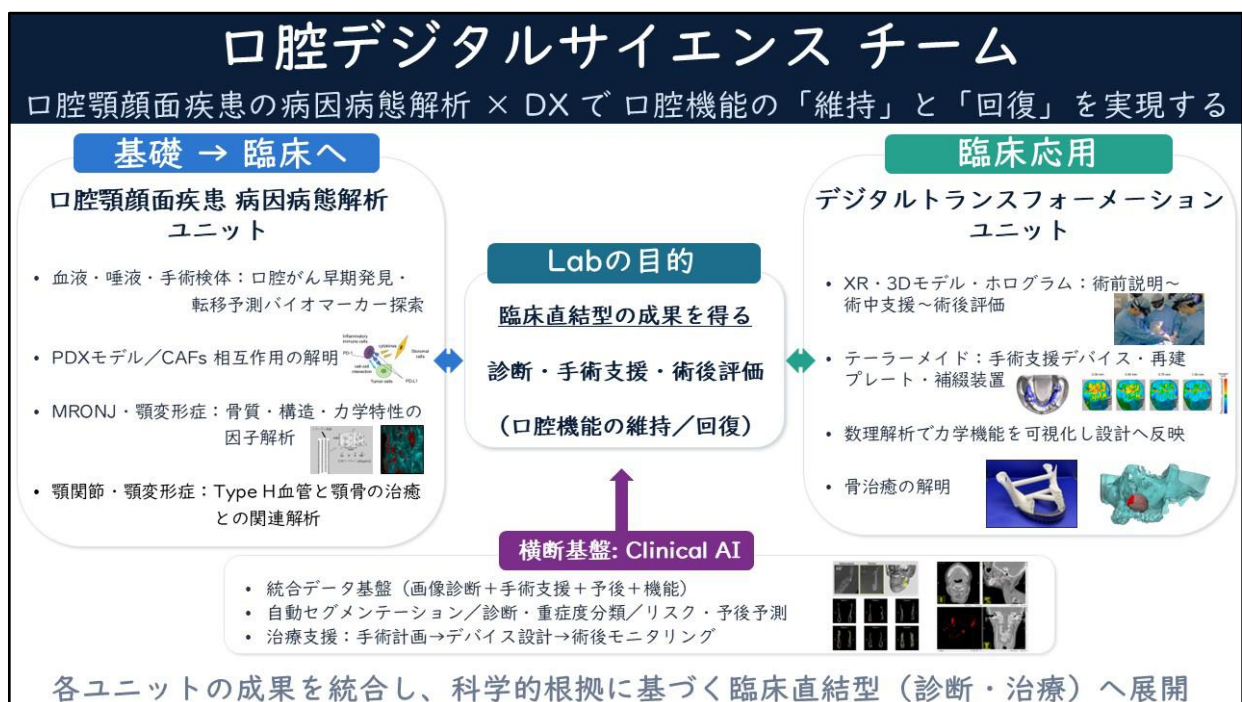 口腔デジタルサイエンス チーム
口腔顎顔面疾患の病因病態解析 × DX で 口腔機能の「維持」と「回復」を実現する
基礎 → 臨床へ
口腔顎顔面疾患 病因病態解析
ユニット
• 血液・唾液・手術検体：口腔がん早期発見・
転移予測バイオマーカー探索
• PDXモデル／CAFs 相互作用の解明
Inflammatory
immune cells
cytokines
Stromal
cells
PD-1
cell-cell
interaction
Tumor cells
PD-L1
• MRONJ・顎変形症：骨質・構造・力学特性の
因子解析
• 顎関節・顎変形症：Type H血管と顎骨の治癒
との関連解析
Labの目的
臨床直結型の成果を得る
診断・手術支援・術後評価
（口腔機能の維持／回復）
臨床応用
デジタルトランスフォーメーション
ユニット
• XR・3Dモデル・ホログラム：術前説明～
術中支援～術後評価
• テーラーメイド：手術支援デバイス・再建
プレート・補綴装置
• 数理解析で力学機能を可視化し設計へ反映
• 骨治癒の解明
横断基盤: Clinical AI
• 統合データ基盤（画像診断＋手術支援＋予後＋機能）
• 自動セグメンテーション／診断・重症度分類／リスク・予後予測
• 治療支援：手術計画→デバイス設計→術後モニタリング
各ユニットの成果を統合し、科学的根拠に基づく臨床直結型（診断・治療）へ展開